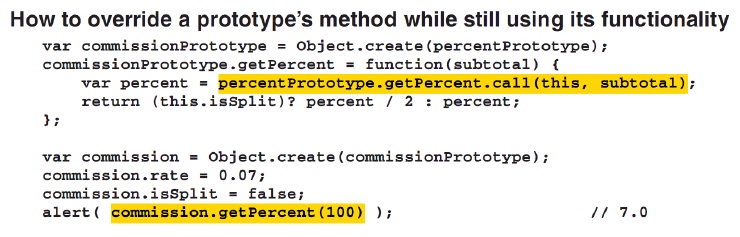 How to override a prototype’s method while still using its functionality
var commissionPrototype = Object.create(percentPrototype);
commissionPrototype.getPercent = function(subtotal) {
    var percent = percentPrototype.getPercent.call(this, subtotal);
    return (this.isSplit)? percent / 2 : percent;
};

var commission = Object.create(commissionPrototype);
commission.rate = 0.07;
commission.isSplit = false;
alert( commission.getPercent(100) );                    // 7.0